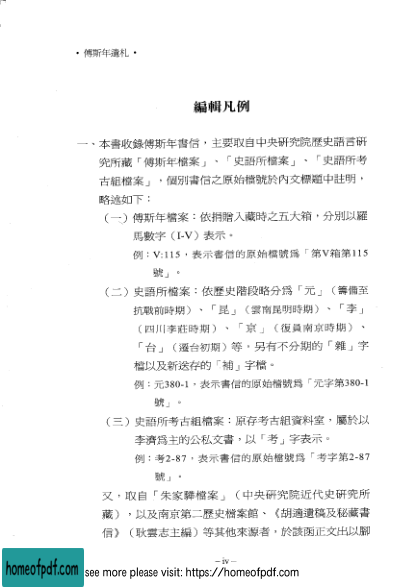 • 傅斯年遺札 •
編輯凡例
一、本書收錄傅斯年書信，主要取自中央研究院歷史語言研
究所藏「傅斯年檔案」、「史語所檔案」、「史語所考
古組檔案」，個別書信之原始檔號於內文標題中註明，
略述如下：
（一）傅斯年檔案：依捐贈入藏時之五大箱，分別以羅
馬數字（I-V）表示。
例：V:115，表示書信的原始檔號爲「第V箱第115
號」。
（二）史語所檔案：依歷史階段略分爲「元」（籌備至
抗戰前時期）、「昆」（雲南昆明時期）、「李」
（四川李莊時期）、「京」（復員南京時期）、
「台」（遷台初期）等，另有不分期的「雜」字
檔以及新送存的「補」字檔。
例：元380-1，表示書信的原始檔號爲「元字第380-1
號」。
（三）史語所考古組檔案：原存考古組資料室，屬於以
李濟爲主的公私文書，以「考」字表示。
例：考2-87，表示書信的原始檔號爲「考字第2-87
號」。
又，取自「朱家驊檔案」（中央研究院近代史研究所
藏），以及南京第二歷史檔案館、《胡適遺稿及秘藏書
信》（耿雲志主編）等其他來源者，於該函正文出以腳
–iv–
homeofpdf.com
see more please visit: https://homeofpdf.com